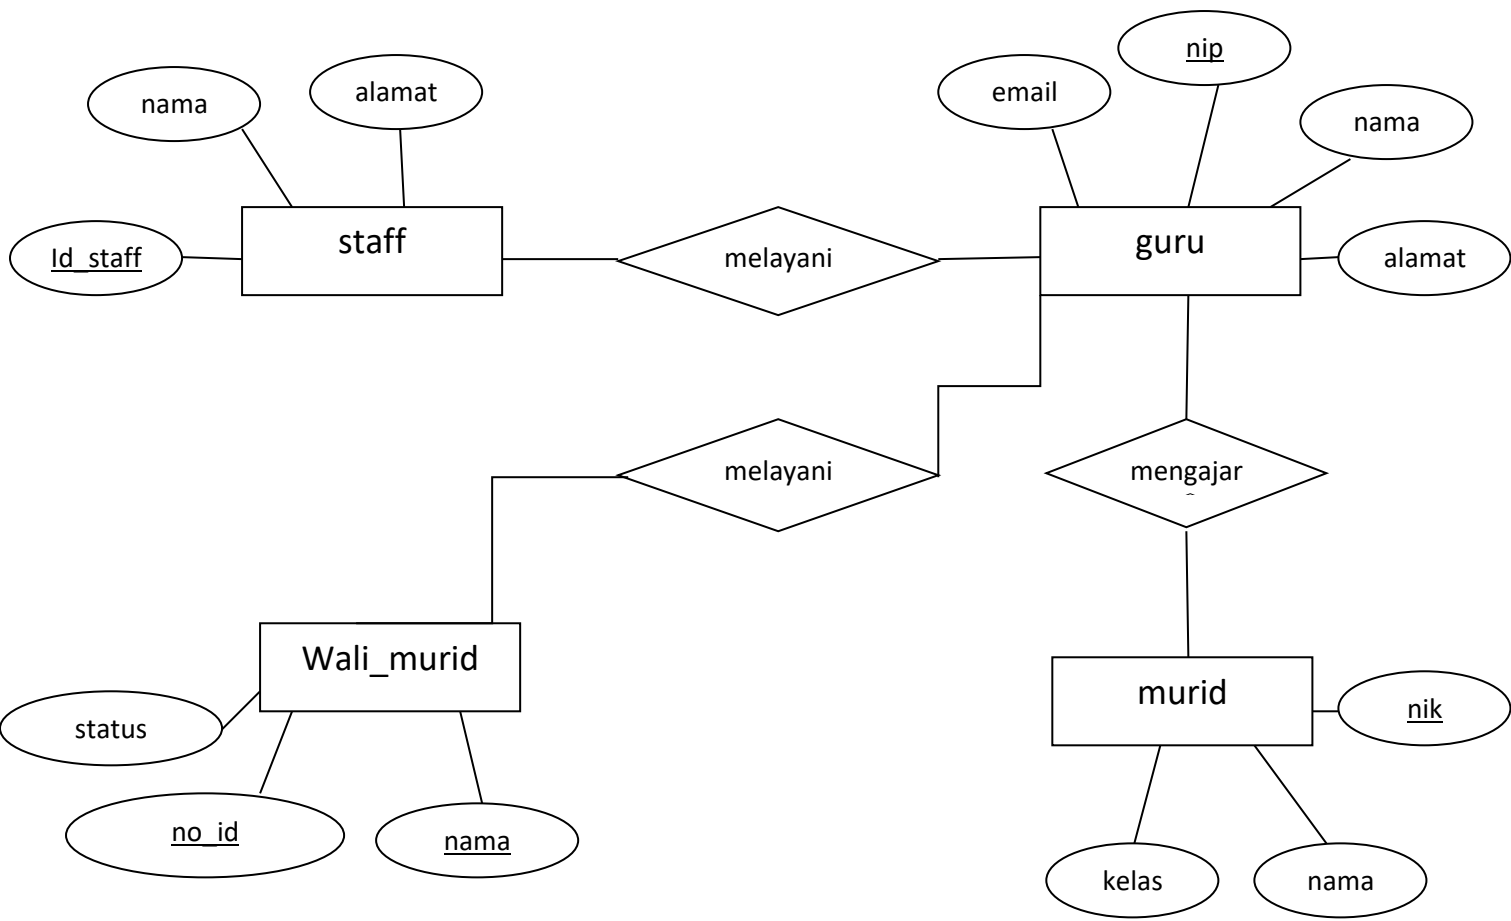 nip
email
alamat
nama
nama
staff
guru
Id_staff
melayani
alamat
melayani
mengajar
Wali_murid
murid
nik
status
no_id
nama
kelas
nama